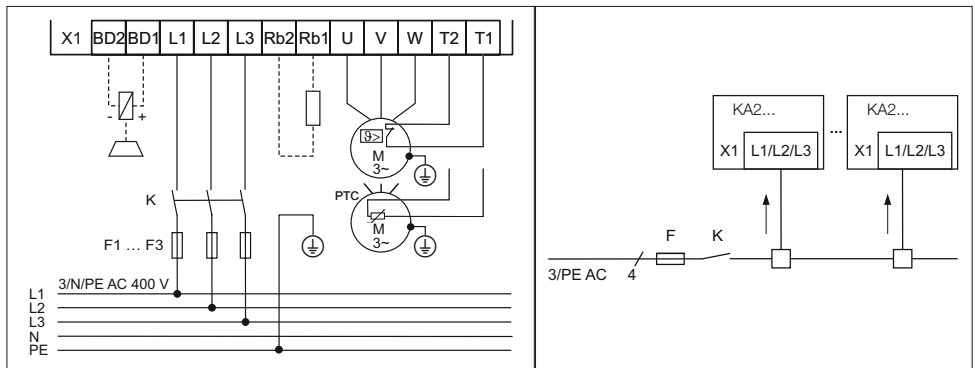 X1 BD2 BD1 L1 L2 L3 Rb2 Rb1 U V W T2 T1
- +
ϑ>
M
3~
K
PTC
M
3~
F1 ... F3
3/N/PE AC 400 V
L1
L2
L3
N
PE
KA2... ... KA2...
X1 L1/L2/L3 X1 L1/L2/L3
F K
3/PE AC 4